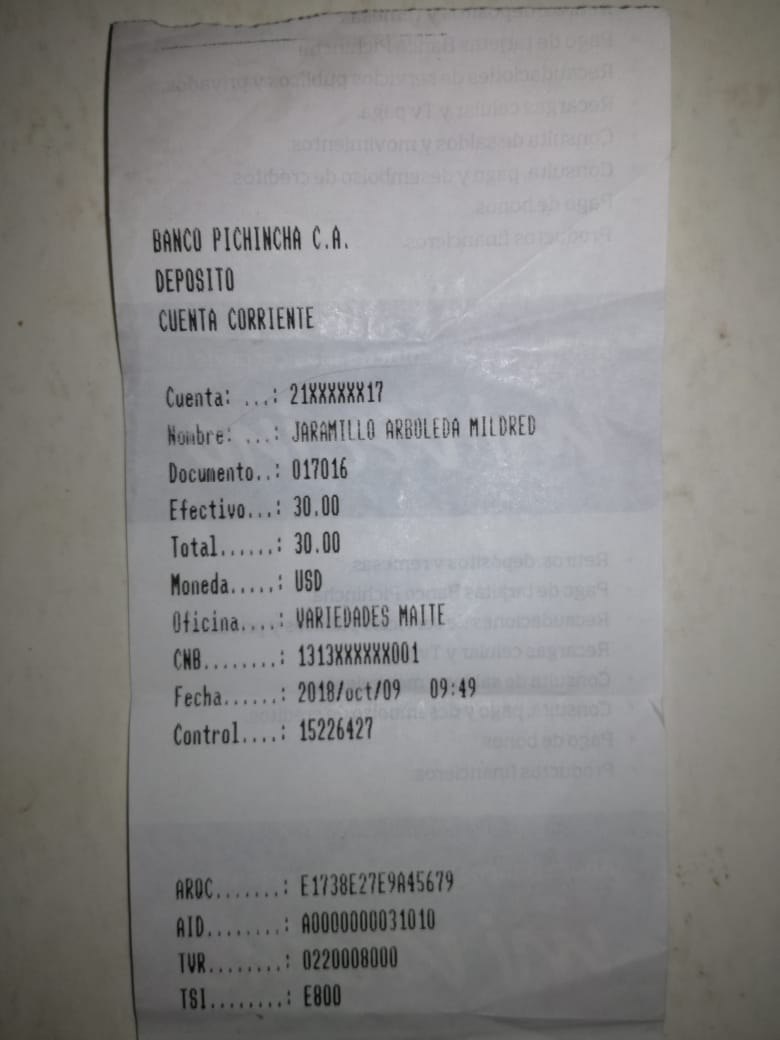 BANCO PICHINCHA C.A.
DEPOSITO
CUENTA CORRIENTE
Cuenta: ...: 21XXXXXX17
Nombre: ...: JARAMILLO ARBOLEDA MILDRED
Documento..: 017016
Efectivo...: 30.00
Total......: 30.00
Moneda.....: USD
Oficina....: VARIEDADES MAITE
CNB........: 1313XXXXXX001
Fecha......: 2018/oct/09 09:49
Control....: 15226427
ARQC.......: E1738E27E9A45679
AID........: A0000000031010
TVR........: 0220008000
TSI........: E800